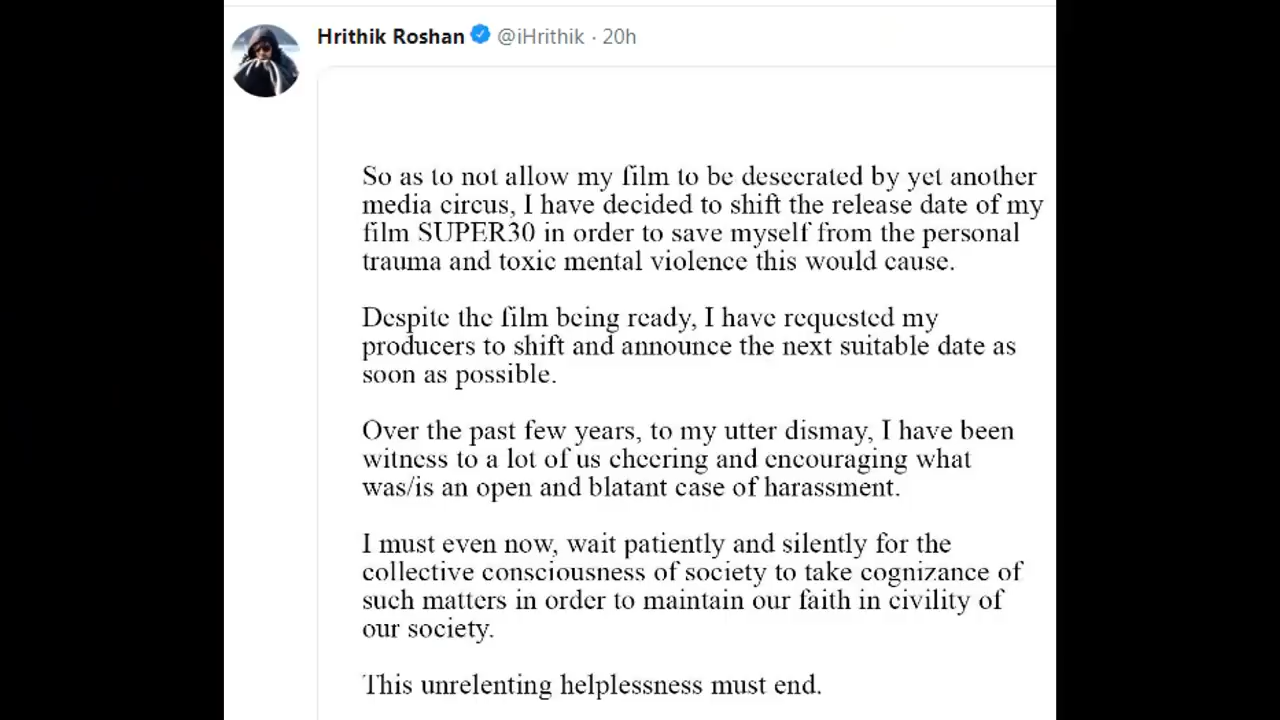 Hrithik Roshan @iHrithik · 20h
So as to not allow my film to be desecrated by yet another
media circus, I have decided to shift the release date of my
film SUPER30 in order to save myself from the personal
trauma and toxic mental violence this would cause.
Despite the film being ready, I have requested my
producers to shift and announce the next suitable date as
soon as possible.
Over the past few years, to my utter dismay, I have been
witness to a lot of us cheering and encouraging what
was/is an open and blatant case of harassment.
I must even now, wait patiently and silently for the
collective consciousness of society to take cognizance of
such matters in order to maintain our faith in civility of
our society.
This unrelenting helplessness must end.